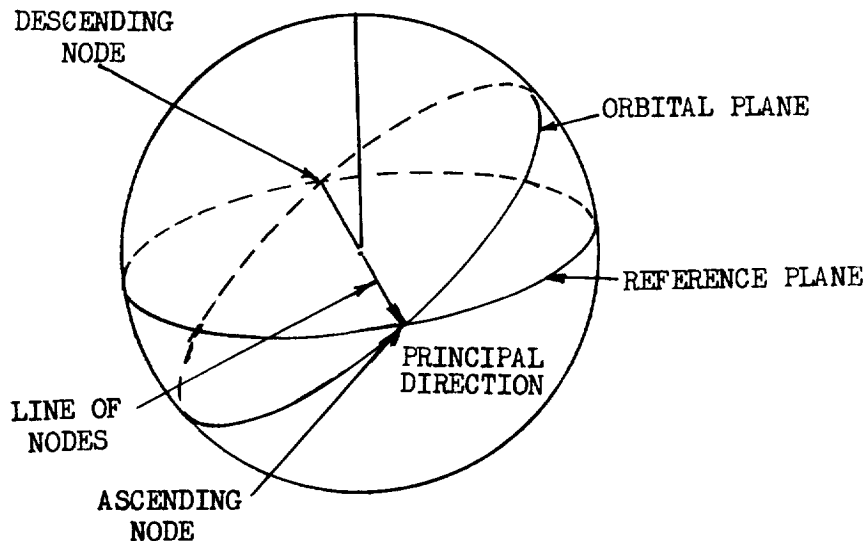 DESCENDING
NODE
ORBITAL PLANE
REFERENCE PLANE
PRINCIPAL
DIRECTION
LINE OF
NODES
ASCENDING
NODE